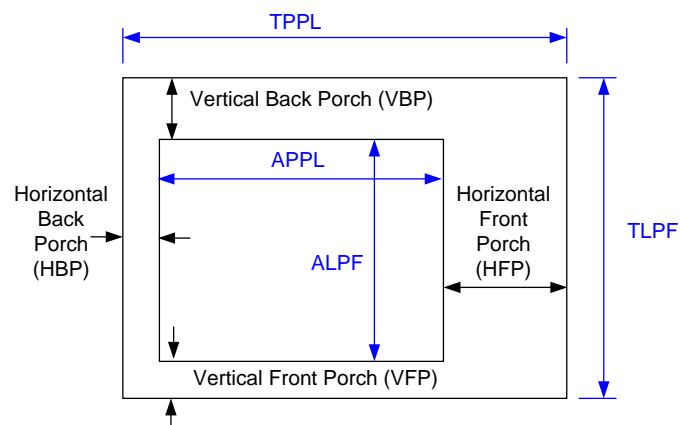 TPPL
Vertical Back Porch (VBP)
APPL
Horizontal
Back
Porch
(HBP)
Horizontal
Front
Porch
(HFP)
TLPF
ALPF
Vertical Front Porch (VFP)